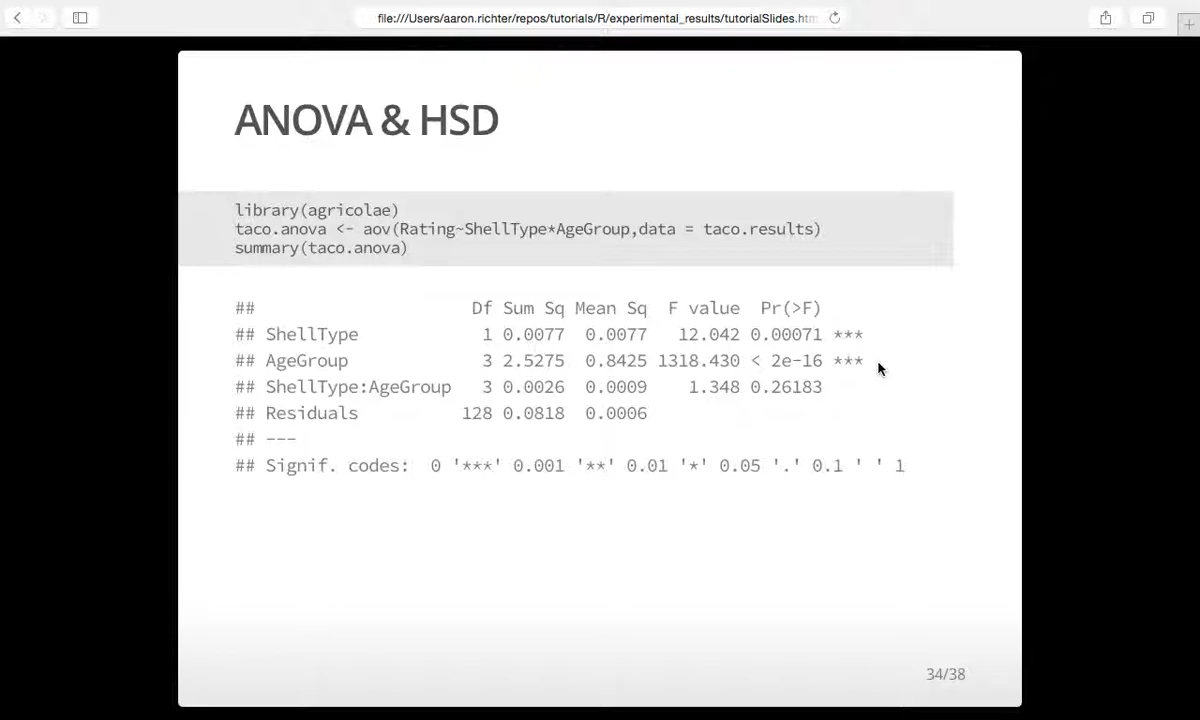 file:///Users/aaron.richter/repos/tutorials/R/experimental_results/tutorialSlides.htm
ANOVA & HSD
library(agricolae)
taco.anova <- aov(Rating~ShellType*AgeGroup,data = taco.results)
summary(taco.anova)
## Df Sum Sq Mean Sq F value Pr(>F)
## ShellType 1 0.0077 0.0077 12.042 0.00071 ***
## AgeGroup 3 2.5275 0.8425 1318.430 < 2e-16 ***
## ShellType:AgeGroup 3 0.0026 0.0009 1.348 0.26183
## Residuals 128 0.0818 0.0006
## ---
## Signif. codes: 0 '***' 0.001 '**' 0.01 '*' 0.05 '.' 0.1 ' ' 1
34/38